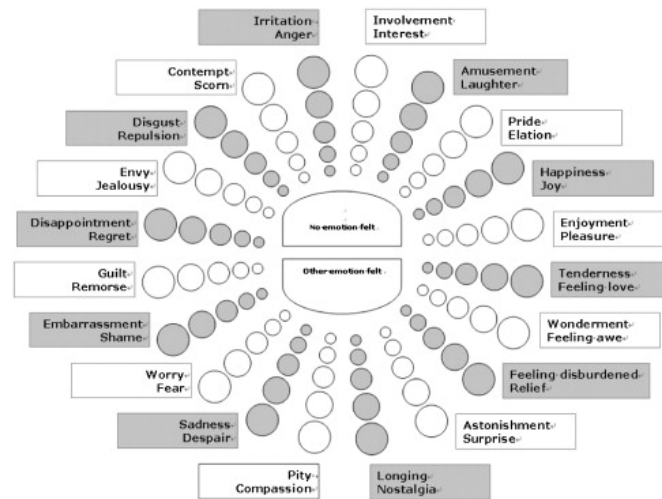 Irritation
Anger
Involvement
Interest
Contempt
Scorn
Amusement
Laughter
Disgust
Repulsion
Pride
Elation
Envy
Jealousy
Happiness
Joy
Disappointment
Regret
No·emotion·felt
Enjoyment
Pleasure
Guilt
Remorse
Other·emotion·felt
Tenderness
Feeling·love
Embarrassment
Shame
Wonderment
Feeling·awe
Worry
Fear
Feeling·disburdened
Relief
Sadness
Despair
Astonishment
Surprise
Pity
Compassion
Longing
Nostalgia